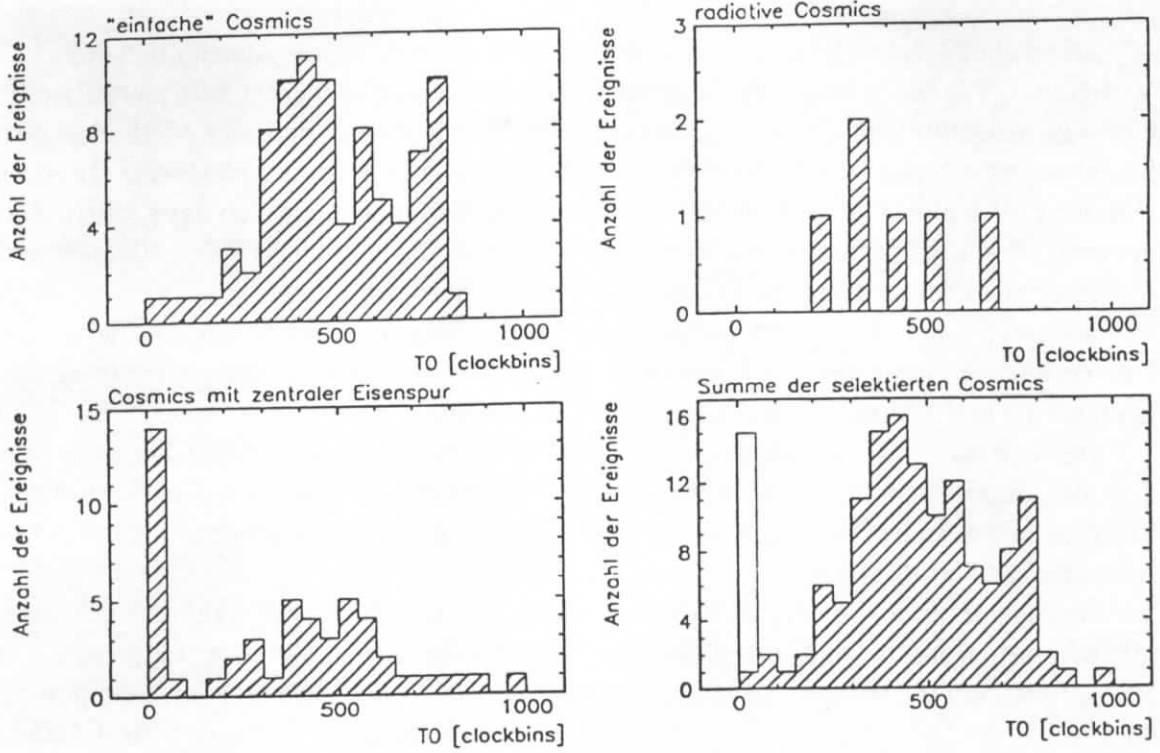 "einfache" Cosmics
12
8
4
0
Anzahl der Ereignisse
0 500 1000
T0 [clockbins]
radiative Cosmics
3
2
1
0
Anzahl der Ereignisse
0 500 1000
T0 [clockbins]
Cosmics mit zentraler Eisenspur
15
10
5
0
Anzahl der Ereignisse
0 500 1000
T0 [clockbins]
Summe der selektierten Cosmics
16
12
8
4
0
Anzahl der Ereignisse
0 500 1000
T0 [clockbins]